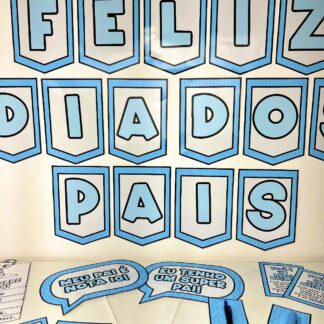 FELIZ
DIA DOS
PAIS
MEU PAI É
NOTA 10!
EU TENHO
UM SUPER
PAI